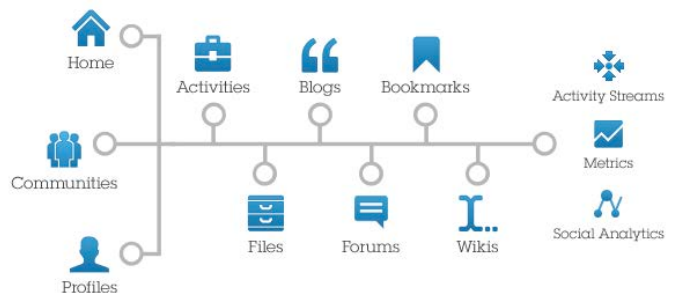 Home
Activities
Blogs
Bookmarks
Activity Streams
Communities
Metrics
Files
Forums
Wikis
Social Analytics
Profiles